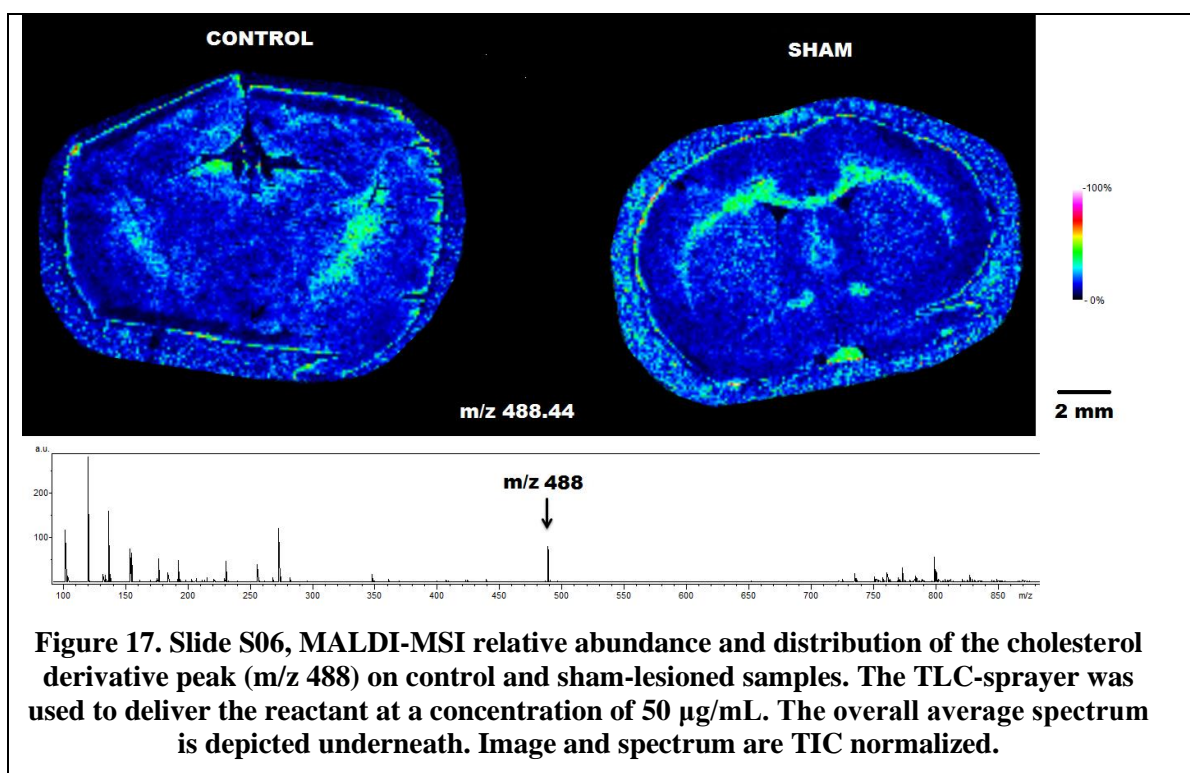 CONTROL
SHAM
-100%
- 0%
m/z 488.44
2 mm
a.u.
m/z 488
200
100
100 150 200 250 300 350 400 450 500 550 600 650 700 750 800 850 m/z
Figure 17. Slide S06, MALDI-MSI relative abundance and distribution of the cholesterol
derivative peak (m/z 488) on control and sham-lesioned samples. The TLC-sprayer was
used to deliver the reactant at a concentration of 50 µg/mL. The overall average spectrum
is depicted underneath. Image and spectrum are TIC normalized.